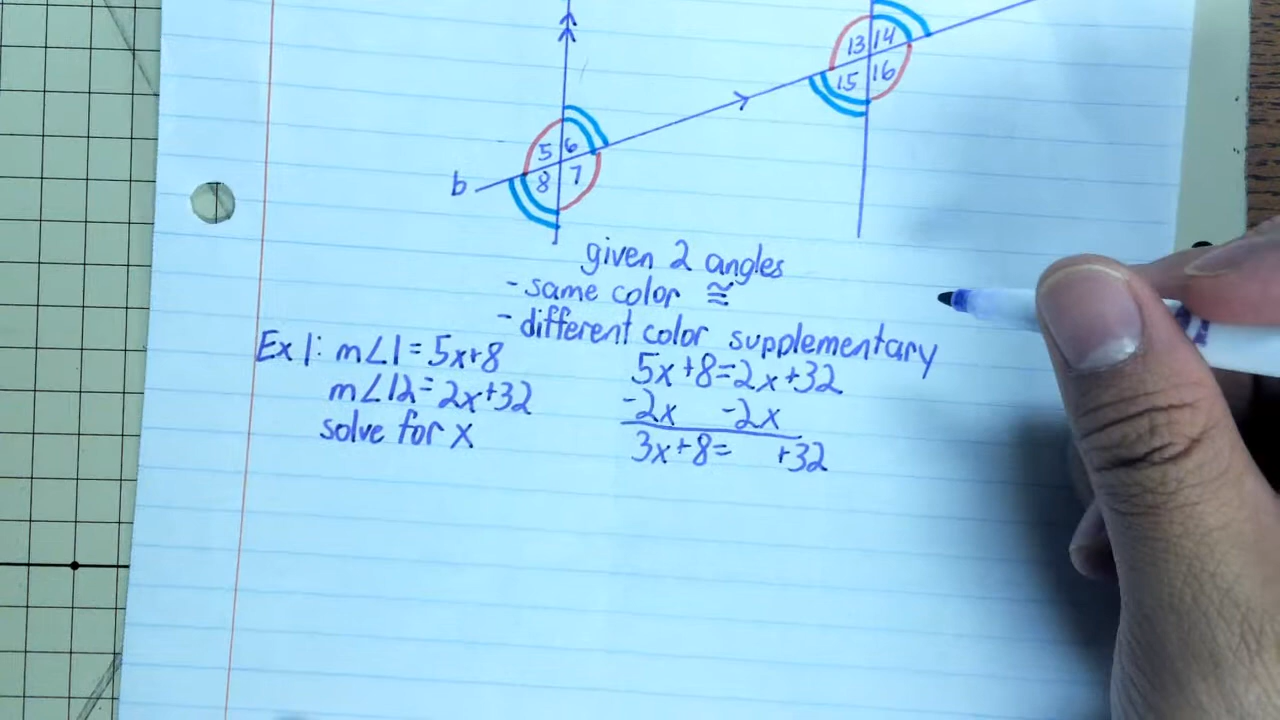 13 14
15 16
5 6
8 7
b
given 2 angles
- same color ≅
- different color supplementary
Ex 1: m∠1 = 5x+8
m∠12 = 2x+32
solve for x
5x+8=2x+32
-2x -2x
3x+8= +32